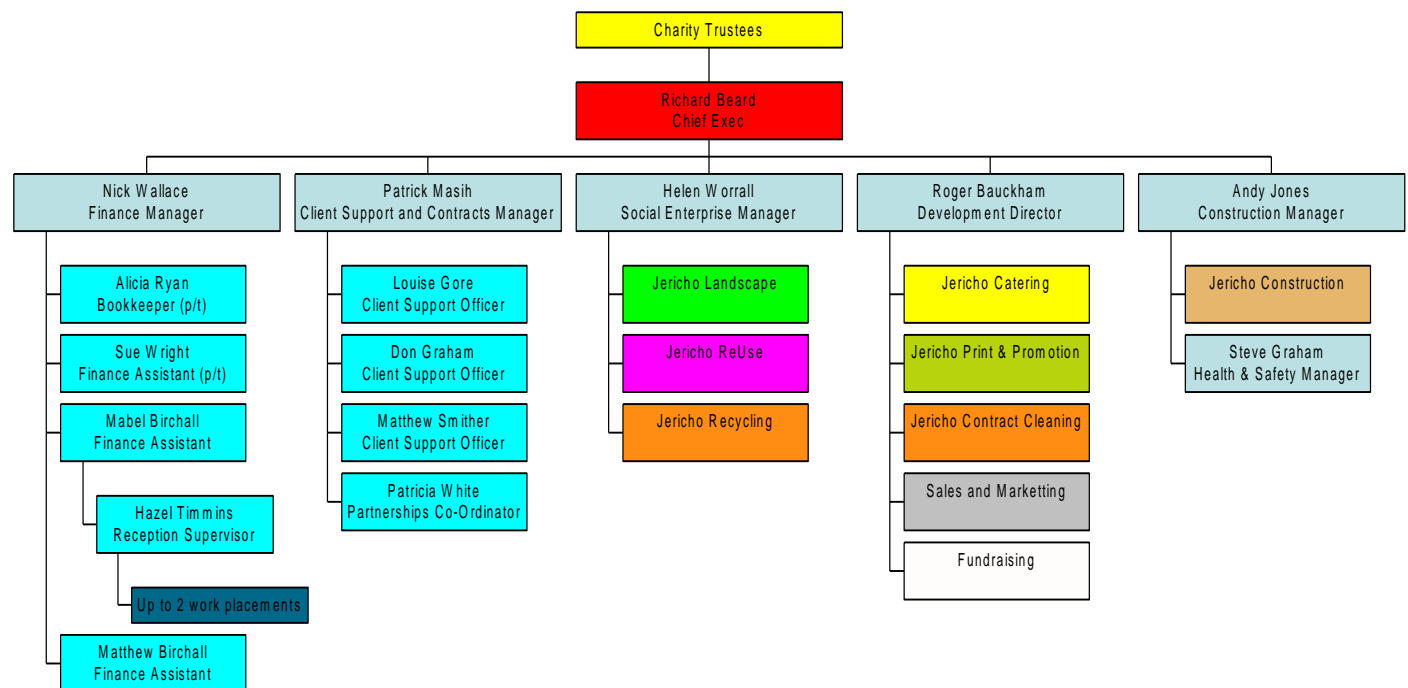 Charity Trustees
Richard Beard
Chief Exec
Nick Wallace
Finance Manager
Patrick Masih
Client Support and Contracts Manager
Helen Worrall
Social Enterprise Manager
Roger Bauckham
Development Director
Andy Jones
Construction Manager
Alicia Ryan
Bookkeeper (p/t)
Sue Wright
Finance Assistant (p/t)
Mabel Birchall
Finance Assistant
Hazel Timmins
Reception Supervisor
Up to 2 work placements
Matthew Birchall
Finance Assistant
Louise Gore
Client Support Officer
Don Graham
Client Support Officer
Matthew Smither
Client Support Officer
Patricia White
Partnerships Co-Ordinator
Jericho Landscape
Jericho ReUse
Jericho Recycling
Jericho Catering
Jericho Print & Promotion
Jericho Contract Cleaning
Sales and Marketting
Fundraising
Jericho Construction
Steve Graham
Health & Safety Manager